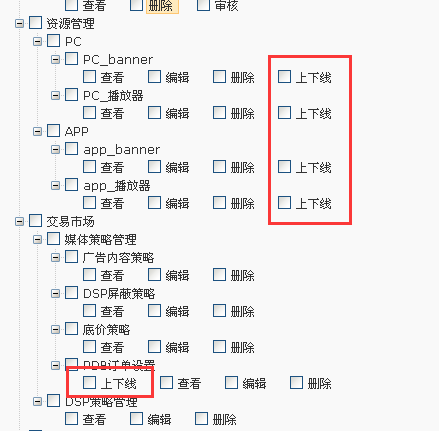 查看 删除 审核
资源管理
PC
PC_banner
查看 编辑 删除 上下线
PC_播放器
查看 编辑 删除 上下线
APP
app_banner
查看 编辑 删除 上下线
app_播放器
查看 编辑 删除 上下线
交易市场
媒体策略管理
广告内容策略
查看 编辑 删除
DSP屏蔽策略
查看 编辑 删除
底价策略
查看 编辑 删除
PDB订单设置
上下线 查看 编辑 删除
DSP策略管理
查看 编辑 删除